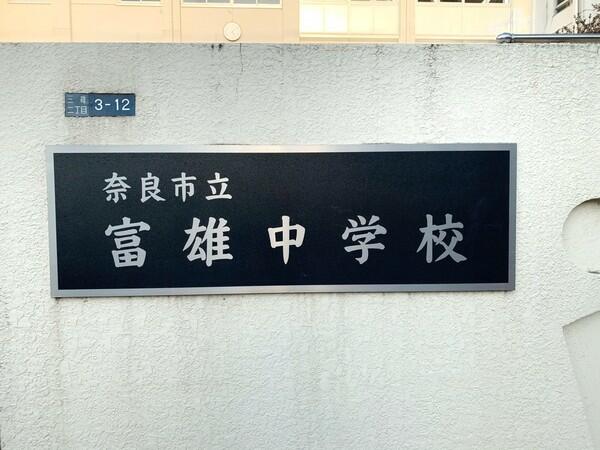 三碓
二丁目
3-12
奈良市立
富雄中学校